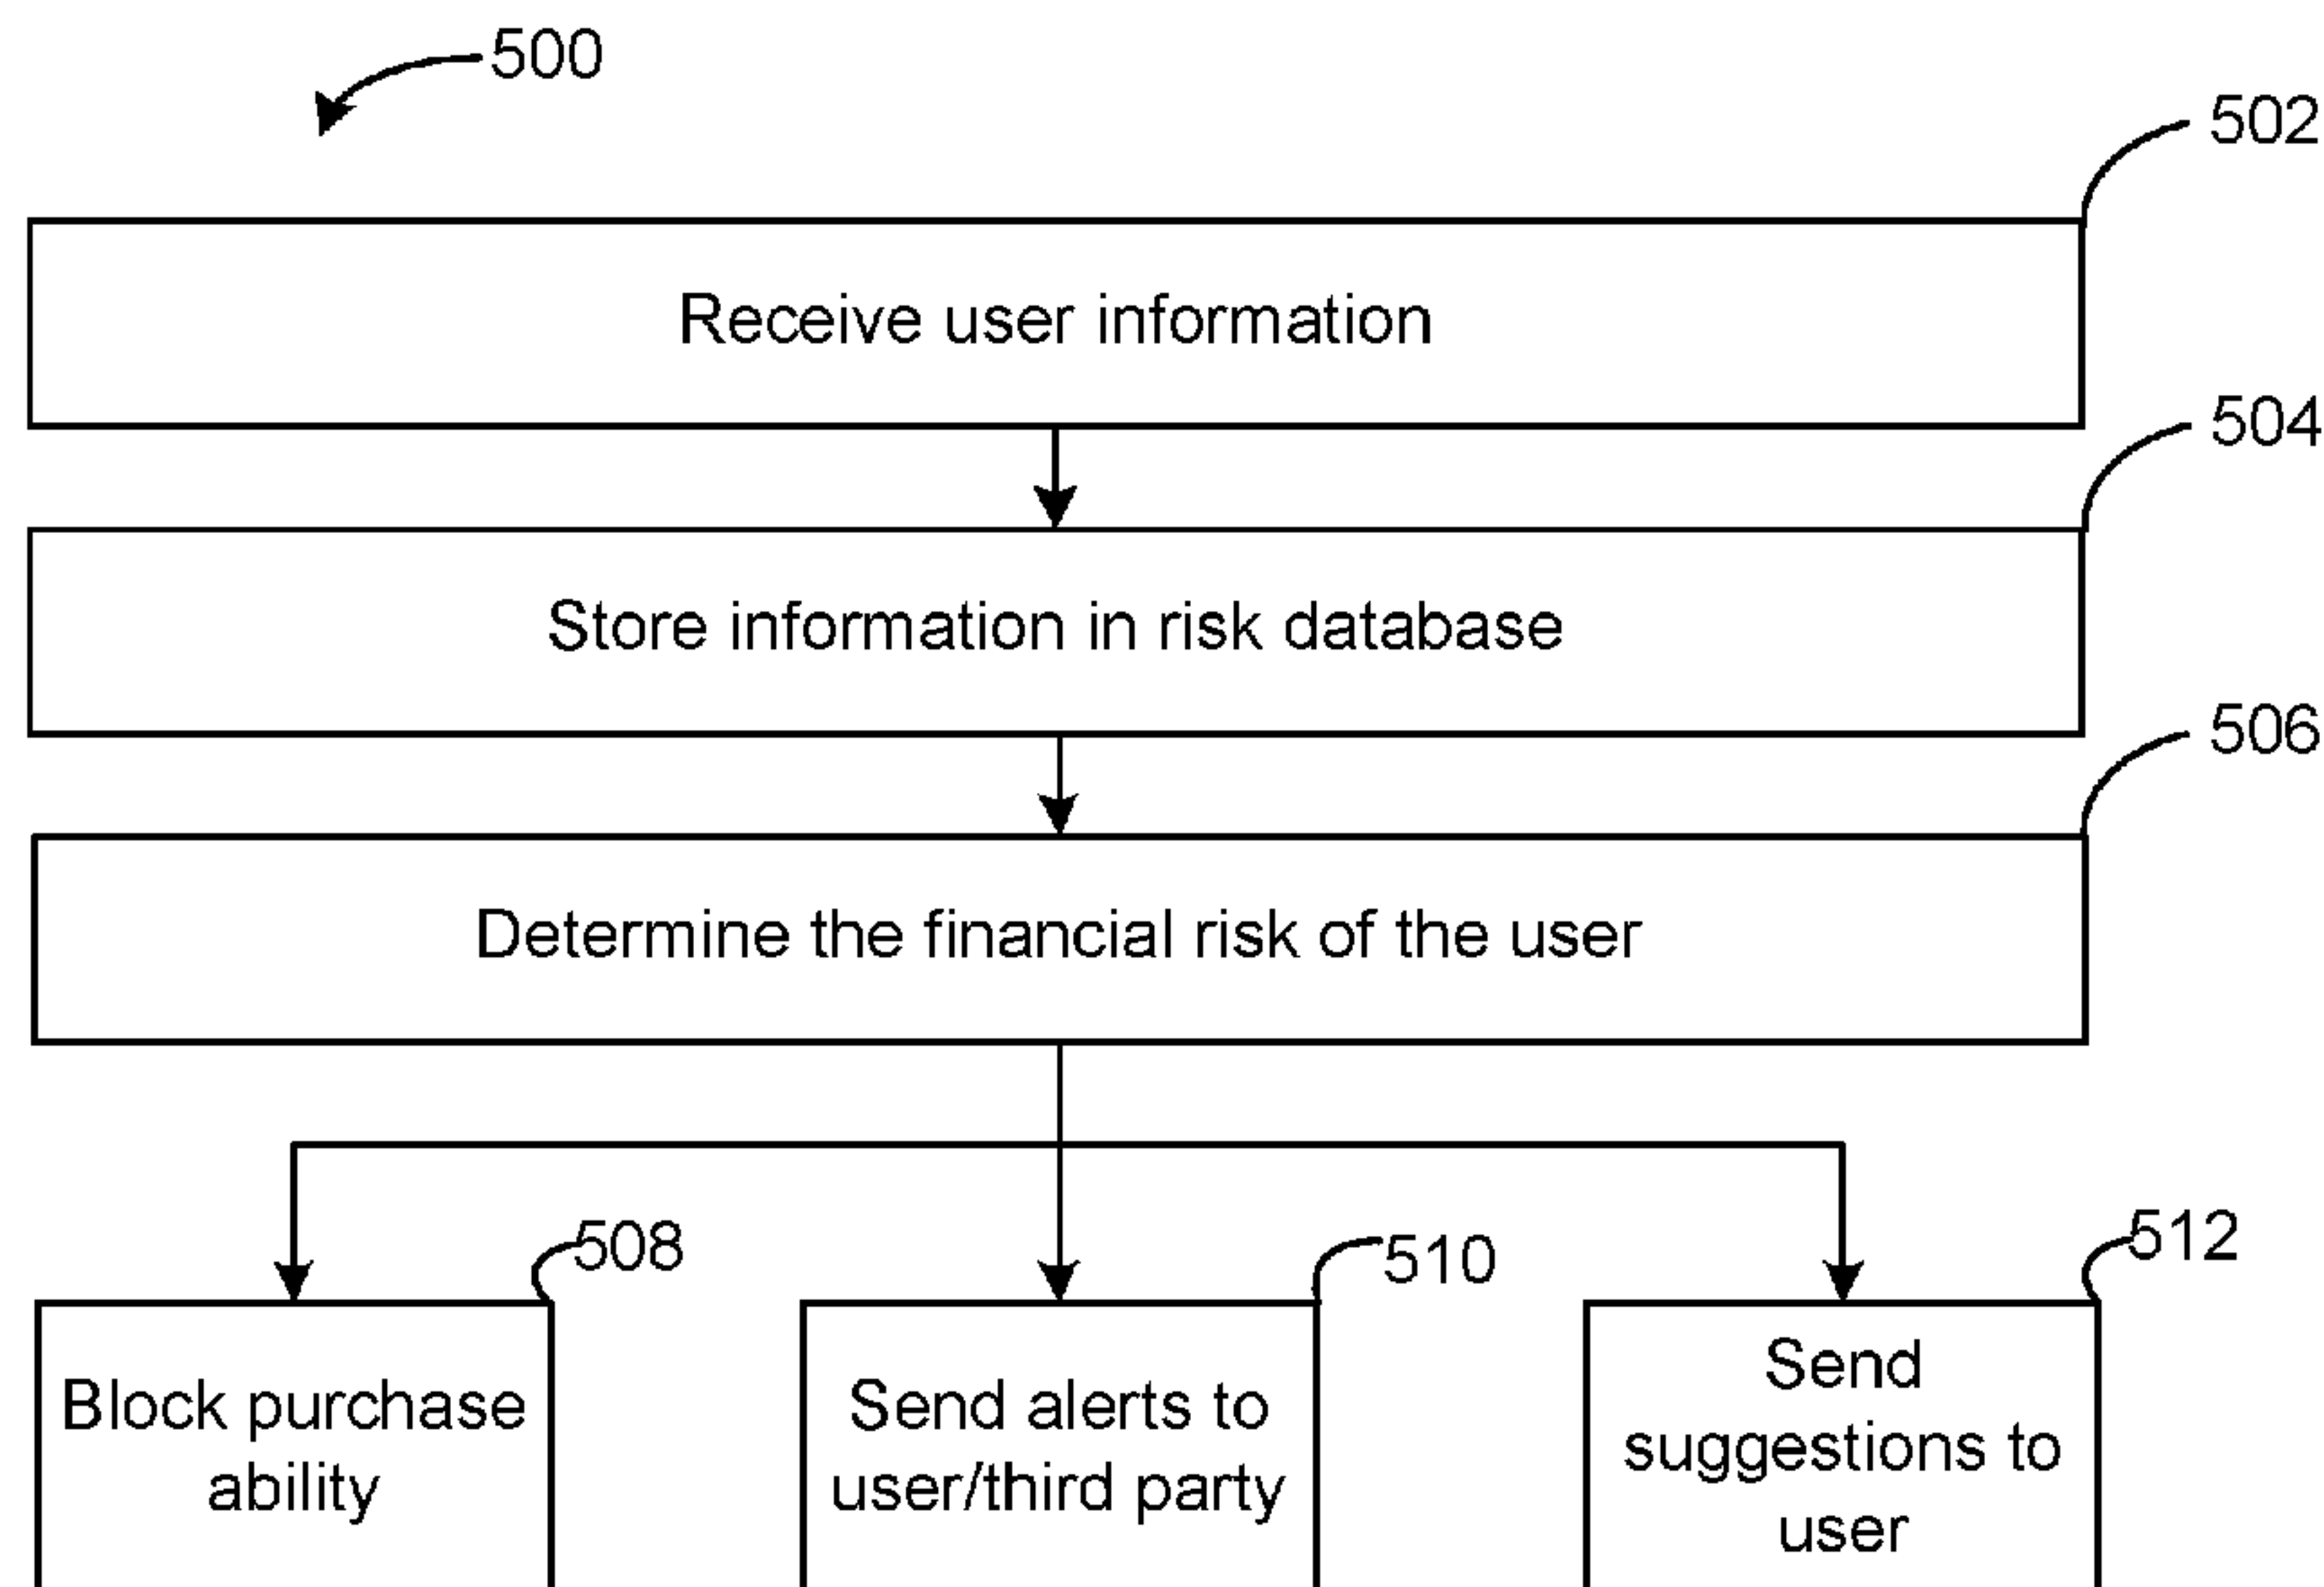 500
502
Receive user information
504
Store information in risk database
506
Determine the financial risk of the user
508
510
512
Block purchase
ability
Send alerts to
user/third party
Send
suggestions to
user